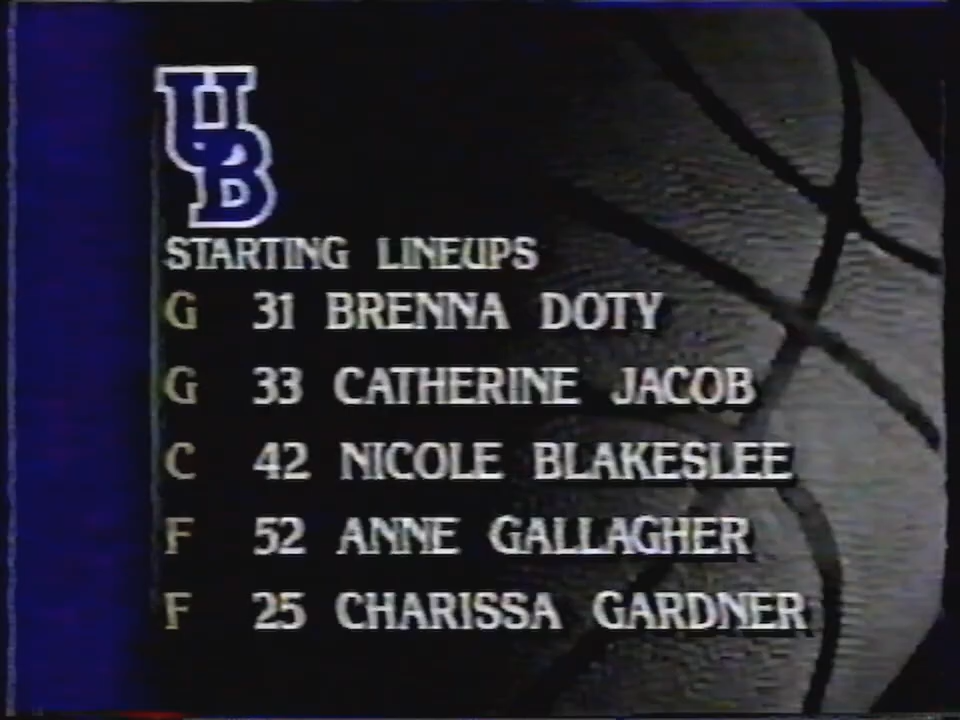 UB
STARTING LINEUPS
G 31 BRENNA DOTY
G 33 CATHERINE JACOB
C 42 NICOLE BLAKESLEE
F 52 ANNE GALLAGHER
F 25 CHARISSA GARDNER